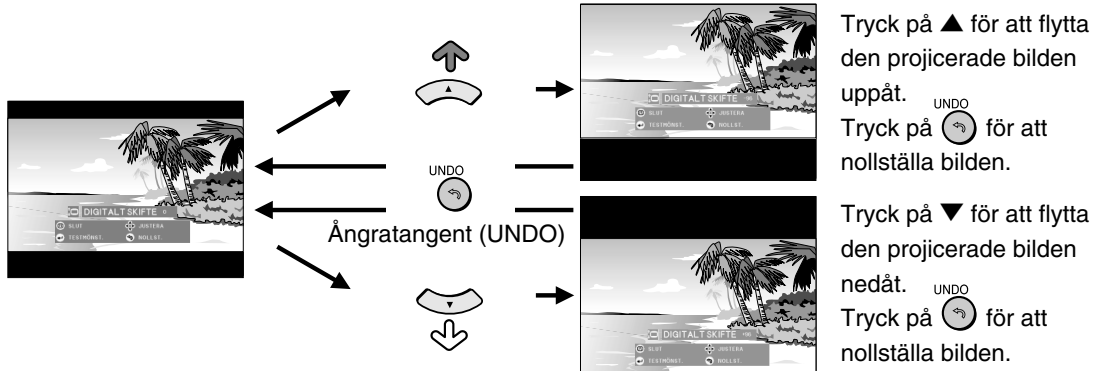 DIGITALT SKIFTE 0
SLUT JUSTERA
TESTMÖNST. NOLLST.
UNDO
Ångratangent (UNDO)
DIGITALT SKIFTE
SLUT JUSTERA
TESTMÖNST. NOLLST.
Tryck på ▲ för att flytta
den projicerade bilden
uppåt.
UNDO
Tryck på för att
nollställa bilden.
DIGITALT SKIFTE
SLUT JUSTERA
TESTMÖNST. NOLLST.
Tryck på ▼ för att flytta
den projicerade bilden
nedåt.
UNDO
Tryck på för att
nollställa bilden.